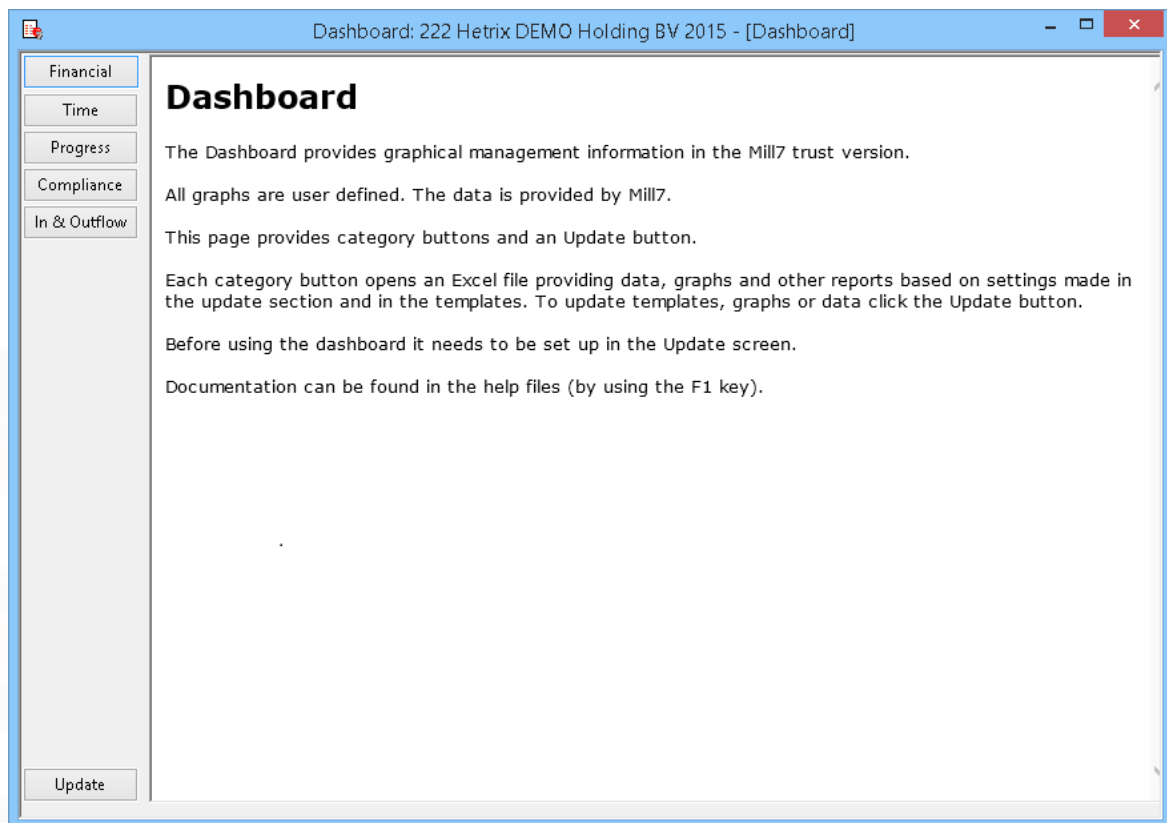 Dashboard: 222 Hetrix DEMO Holding BV 2015 - [Dashboard]
Financial
Time
Progress
Compliance
In & Outflow
Update
Dashboard
The Dashboard provides graphical management information in the Mill7 trust version.
All graphs are user defined. The data is provided by Mill7.
This page provides category buttons and an Update button.
Each category button opens an Excel file providing data, graphs and other reports based on settings made in
the update section and in the templates. To update templates, graphs or data click the Update button.
Before using the dashboard it needs to be set up in the Update screen.
Documentation can be found in the help files (by using the F1 key).
.